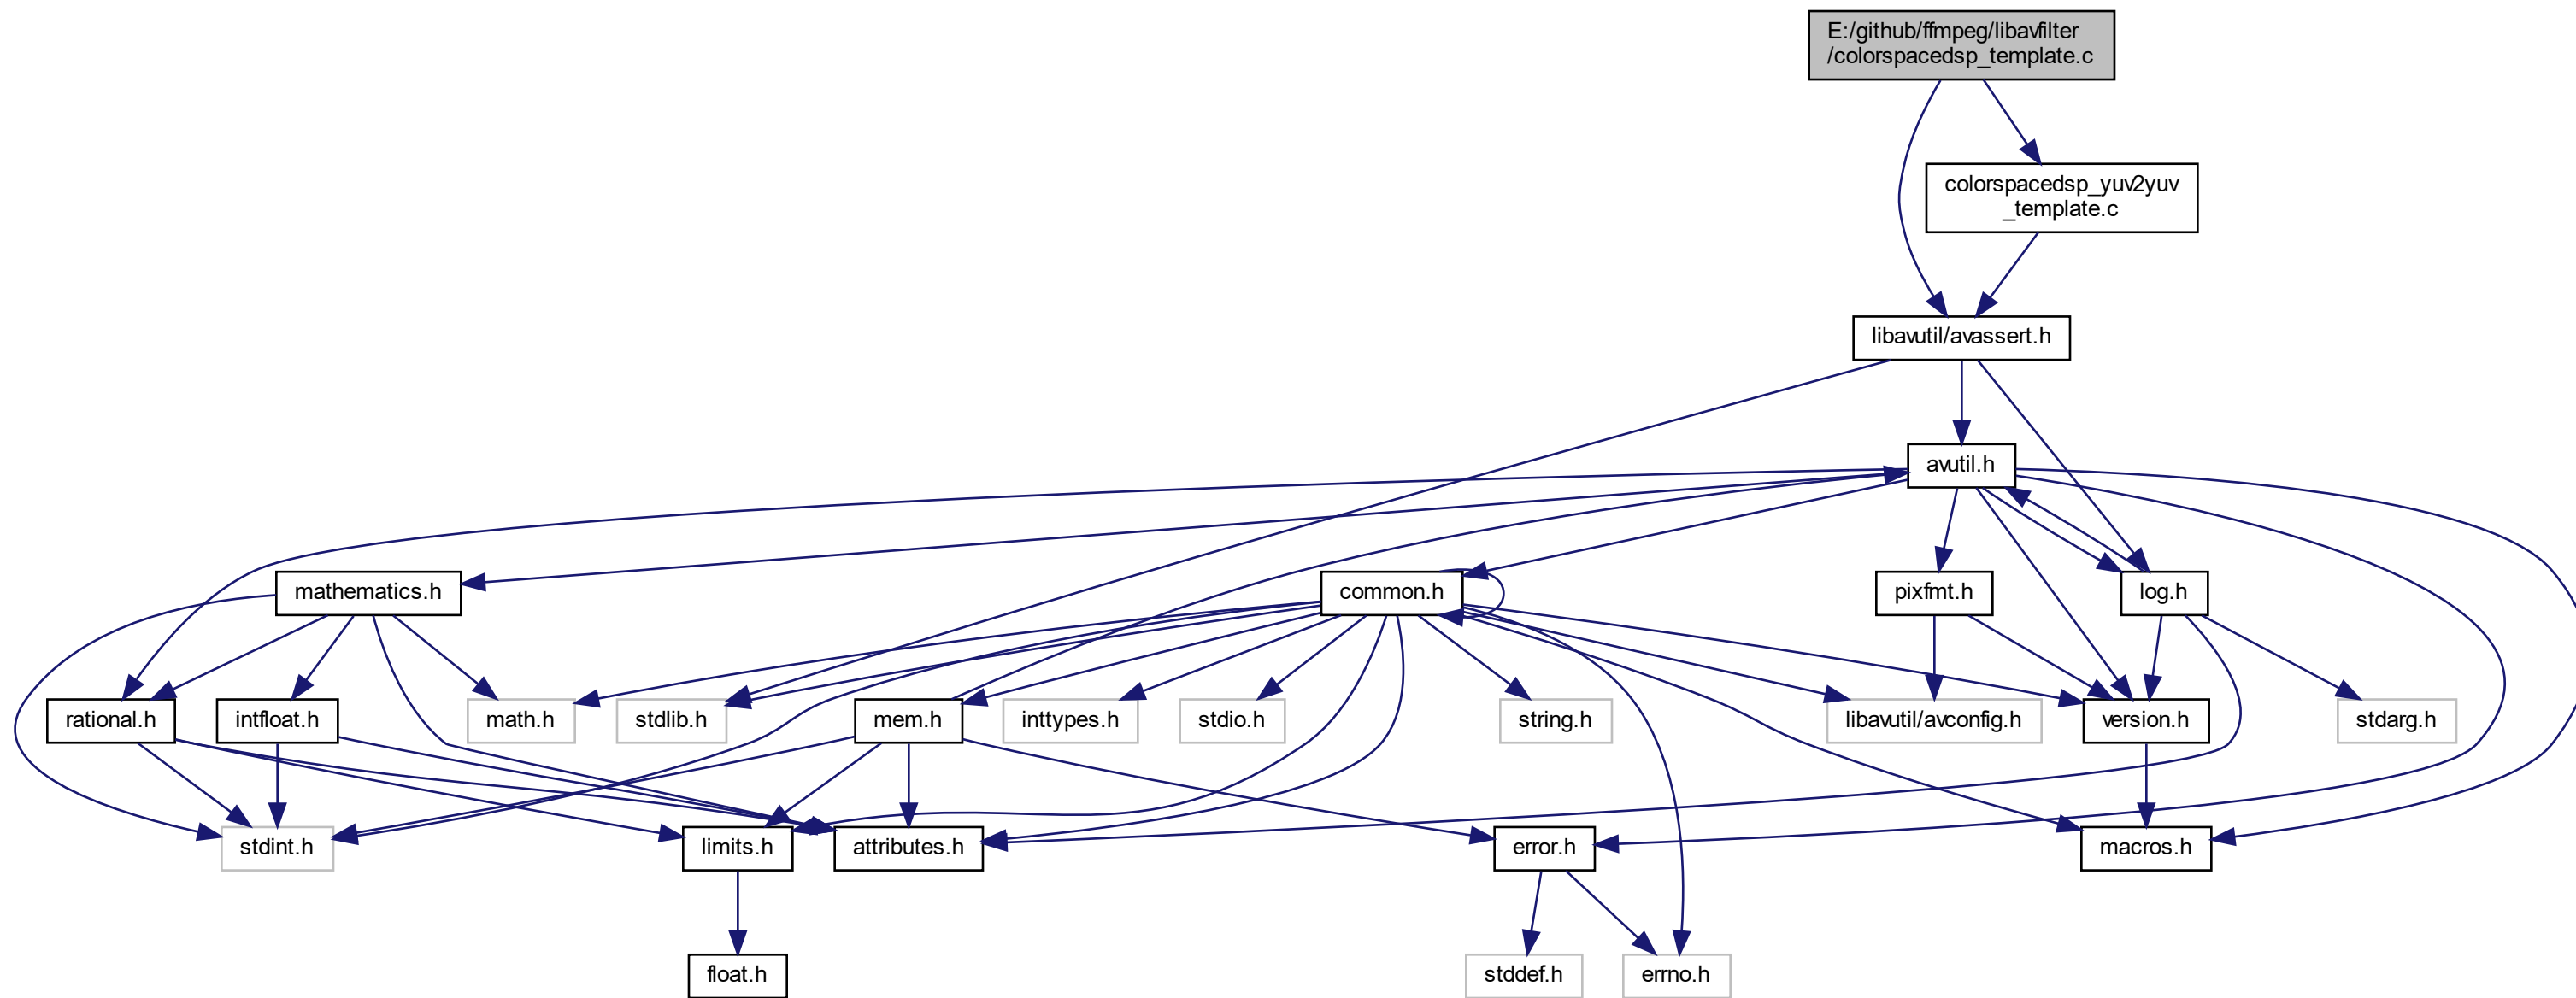 E:/github/ffmpeg/libavfilter
/colorspacedsp_template.c
colorspacedsp_yuv2yuv
_template.c
libavutil/avassert.h
avutil.h
mathematics.h
common.h
pixfmt.h
log.h
rational.h
intfloat.h
math.h
stdlib.h
mem.h
inttypes.h
stdio.h
string.h
libavutil/avconfig.h
version.h
stdarg.h
stdint.h
limits.h
attributes.h
error.h
macros.h
float.h
stddef.h
errno.h